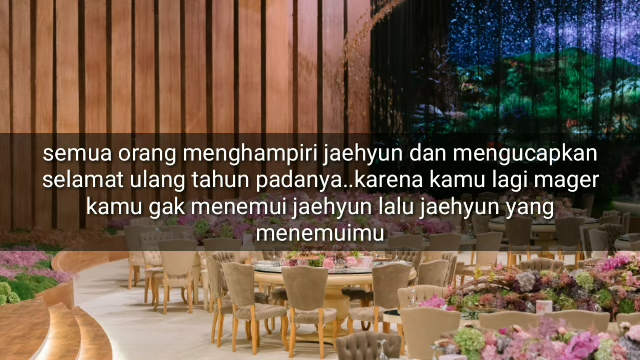 semua orang menghampiri jaehyun dan mengucapkan
selamat ulang tahun padanya..karena kamu lagi mager
kamu gak menemui jaehyun lalu jaehyun yang
menemuimu